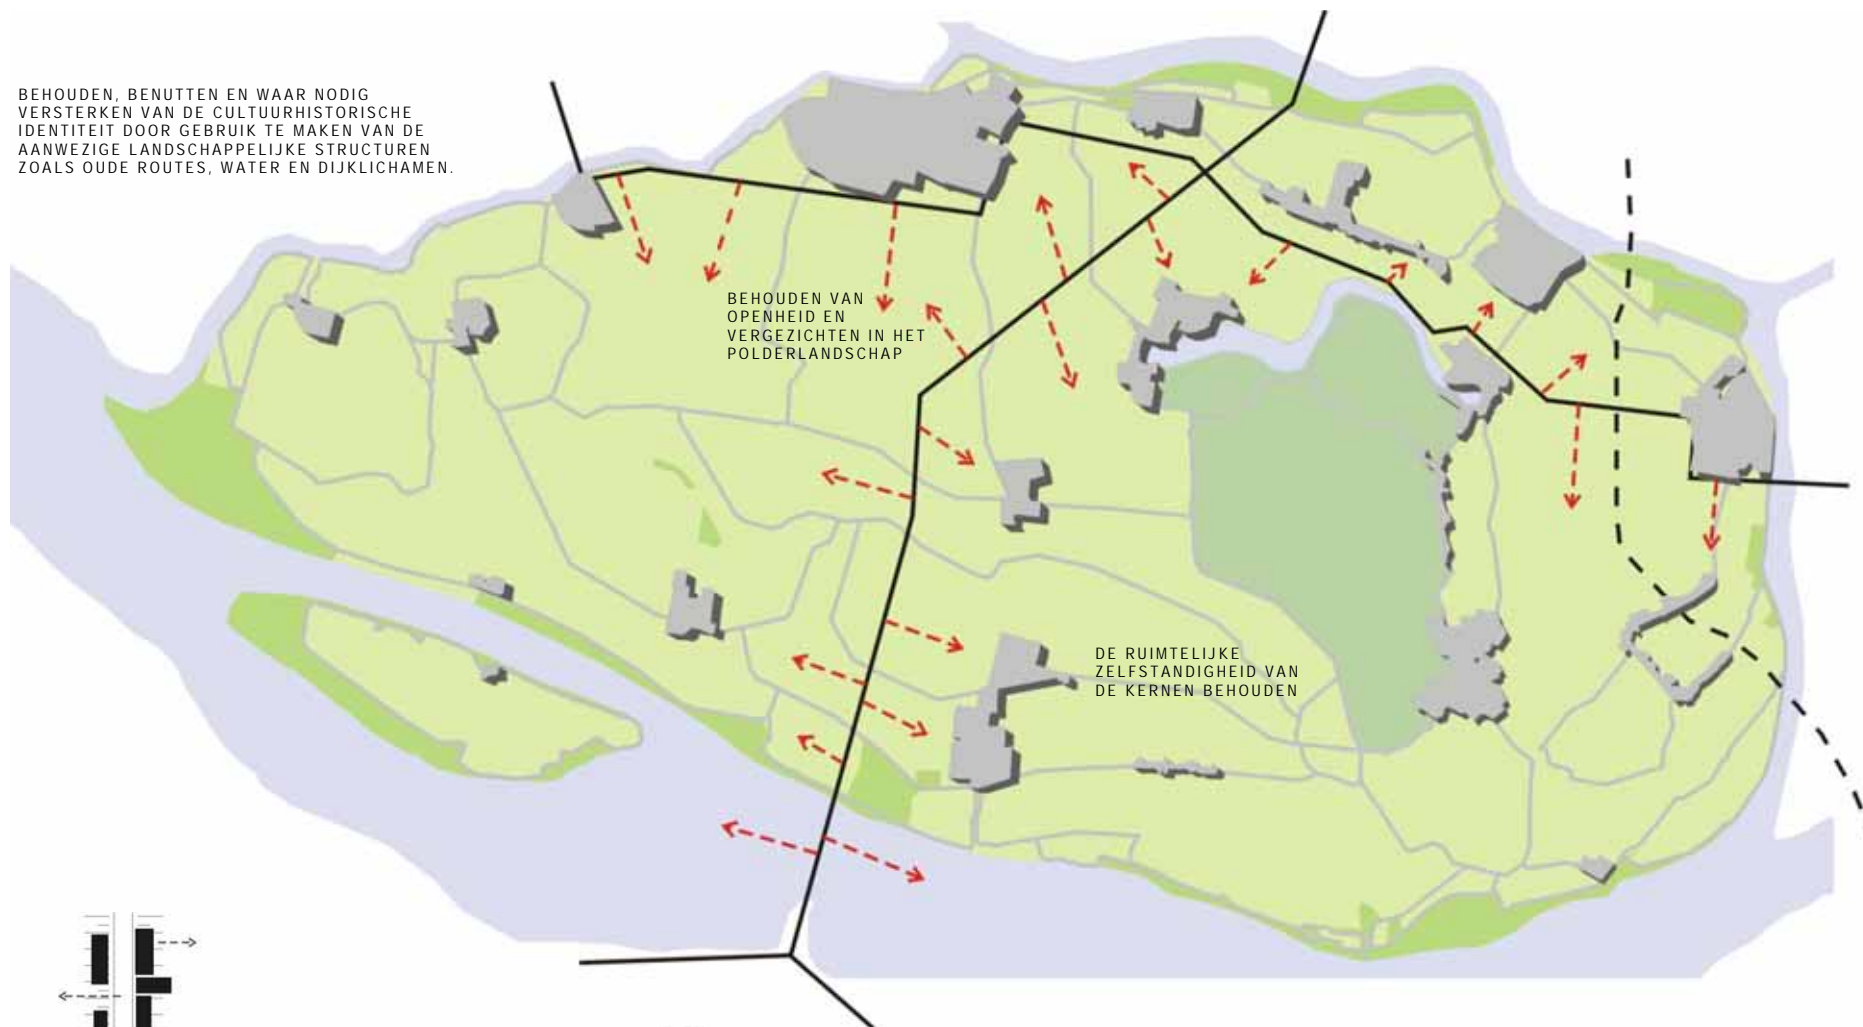 BEHOUDEN, BENUTTEN EN WAAR NODIG
VERSTERKEN VAN DE CULTUURHISTORISCHE
IDENTITEIT DOOR GEBRUIK TE MAKEN VAN DE
AANWEZIGE LANDSCHAPPELIJKE STRUCTUREN
ZOALS OUDE ROUTES, WATER EN DIJKLICHAMEN.
BEHOUDEN VAN
OPENHEID EN
VERGEZICHTEN IN HET
POLDERLANDSCHAP
DE RUIMTELIJKE
ZELFSTANDIGHEID VAN
DE KERNEN BEHOUDEN